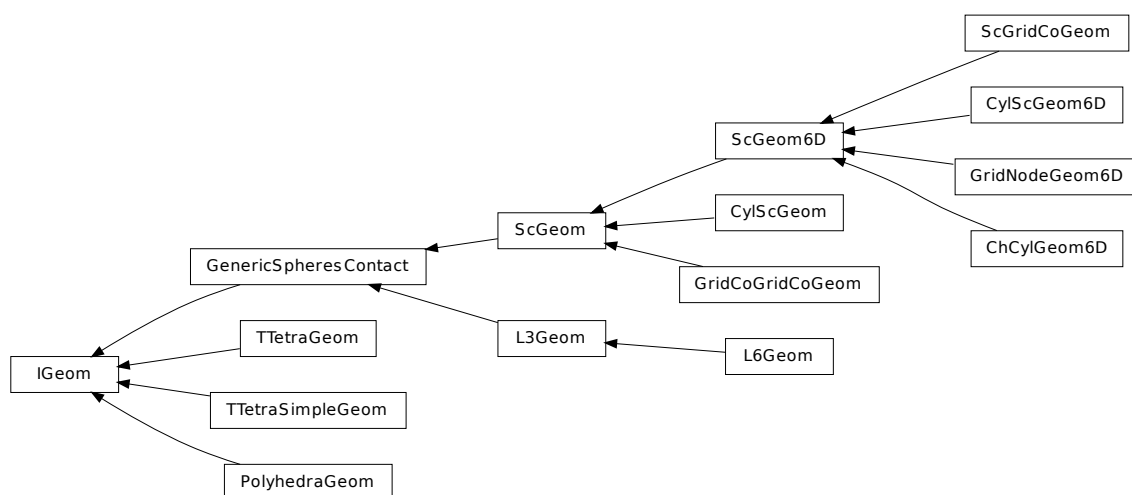 ScGridCoGeom
CylScGeom6D
ScGeom6D
GridNodeGeom6D
CylScGeom
ScGeom
ChCylGeom6D
GenericSpheresContact
GridCoGridCoGeom
TTetraGeom
L3Geom
L6Geom
IGeom
TTetraSimpleGeom
PolyhedraGeom